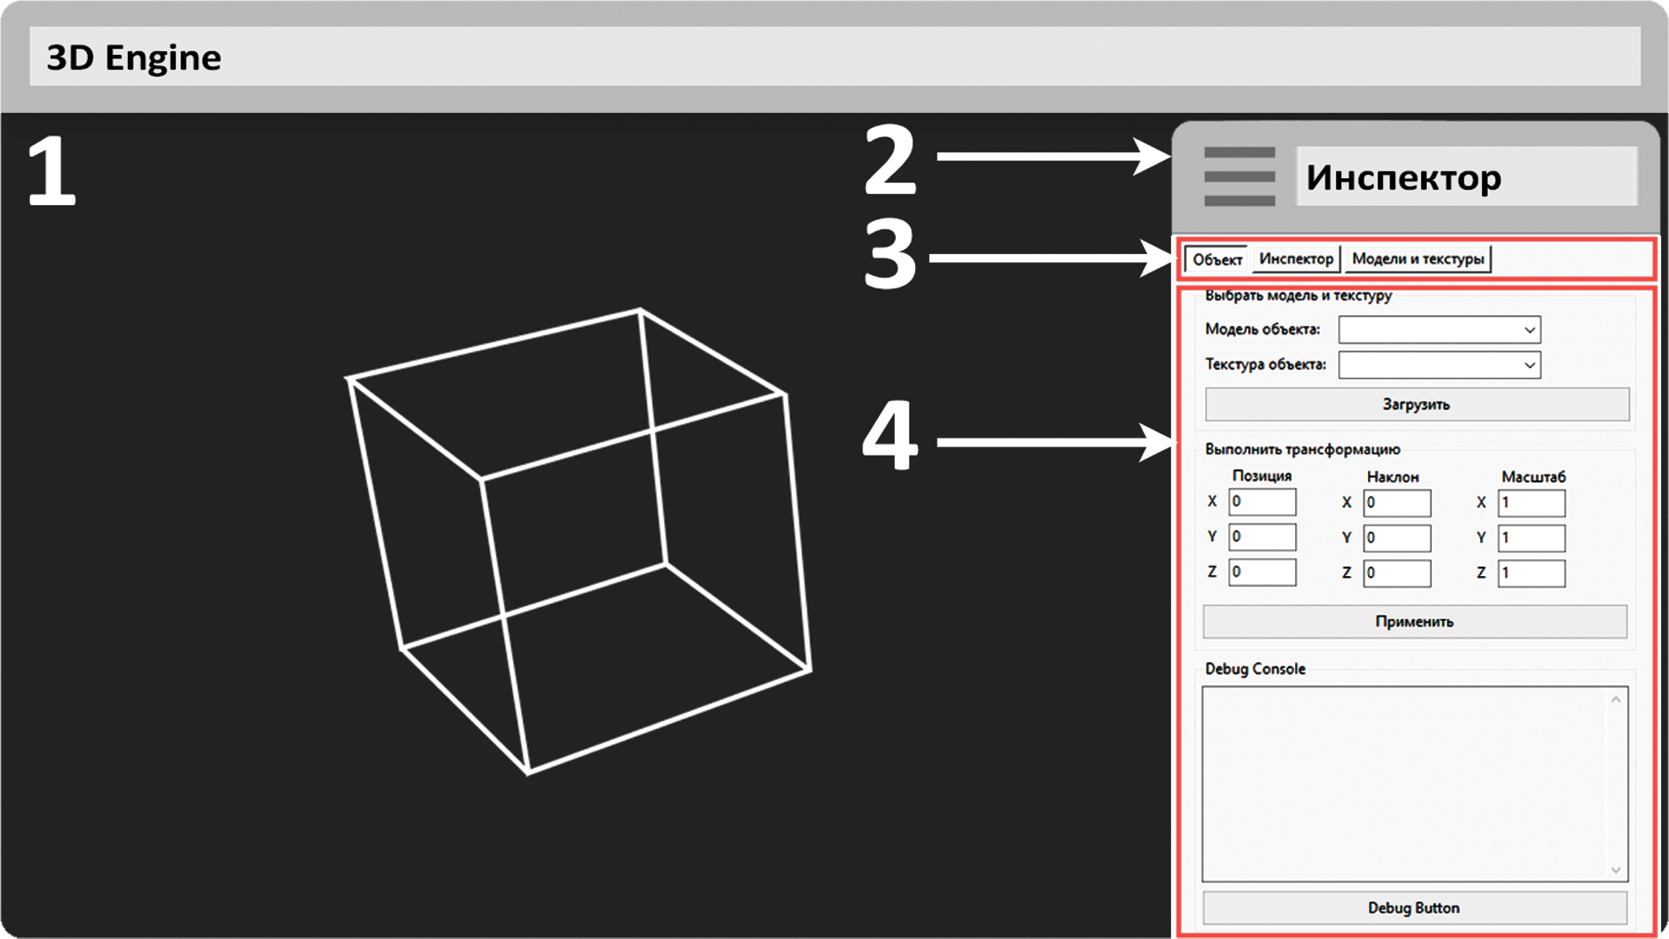 3D Engine
1
2
Инспектор
3
Объект Инспектор Модели и текстуры
Выбрать модель и текстуру
Модель объекта:
Текстура объекта:
Загрузить
4
Выполнить трансформацию
Позиция Наклон Масштаб
X 0 X 0 X 1
Y 0 Y 0 Y 1
Z 0 Z 0 Z 1
Применить
Debug Console
Debug Button